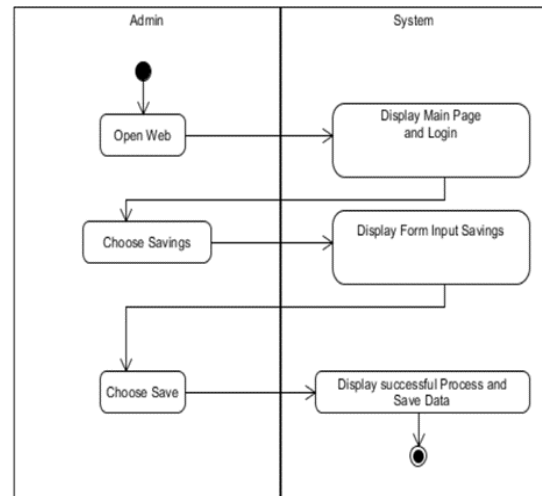 Admin
System
Open Web
Display Main Page
and Login
Choose Savings
Display Form Input Savings
Choose Save
Display successful Process and
Save Data